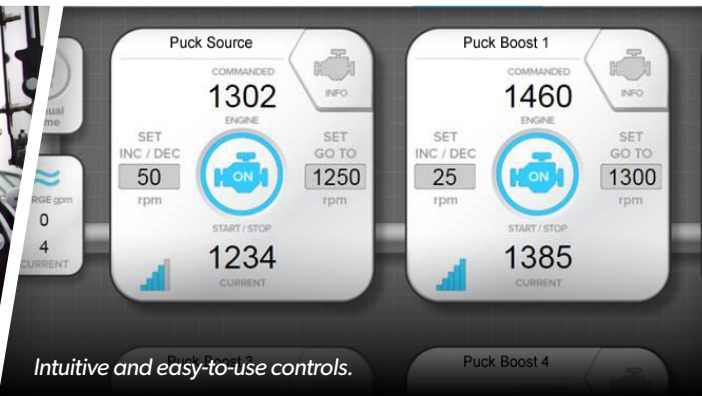 Puck Source
COMMANDED
1302
INFO
ENGINE
SET
INC / DEC
50
rpm
ON
SET
GO TO
1250
rpm
START / STOP
1234
CURRENT
Puck Boost 1
COMMANDED
1460
INFO
ENGINE
SET
INC / DEC
25
rpm
ON
SET
GO TO
1300
rpm
START / STOP
1385
CURRENT
gpm
0
4
CURRENT
Puck Boost 4
Intuitive and easy-to-use controls.